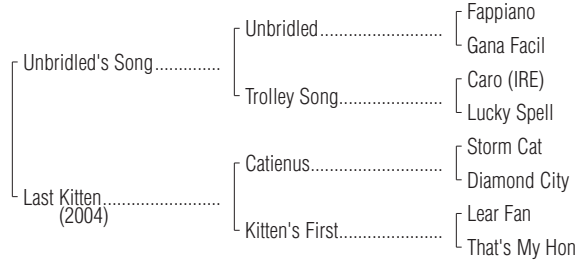 Fappiano
Unbridled
Gana Facil
Unbridled's Song
Caro (IRE)
Trolley Song
Lucky Spell
Storm Cat
Catienus
Diamond City
Last Kitten
(2004)
Lear Fan
Kitten's First
That's My Hon